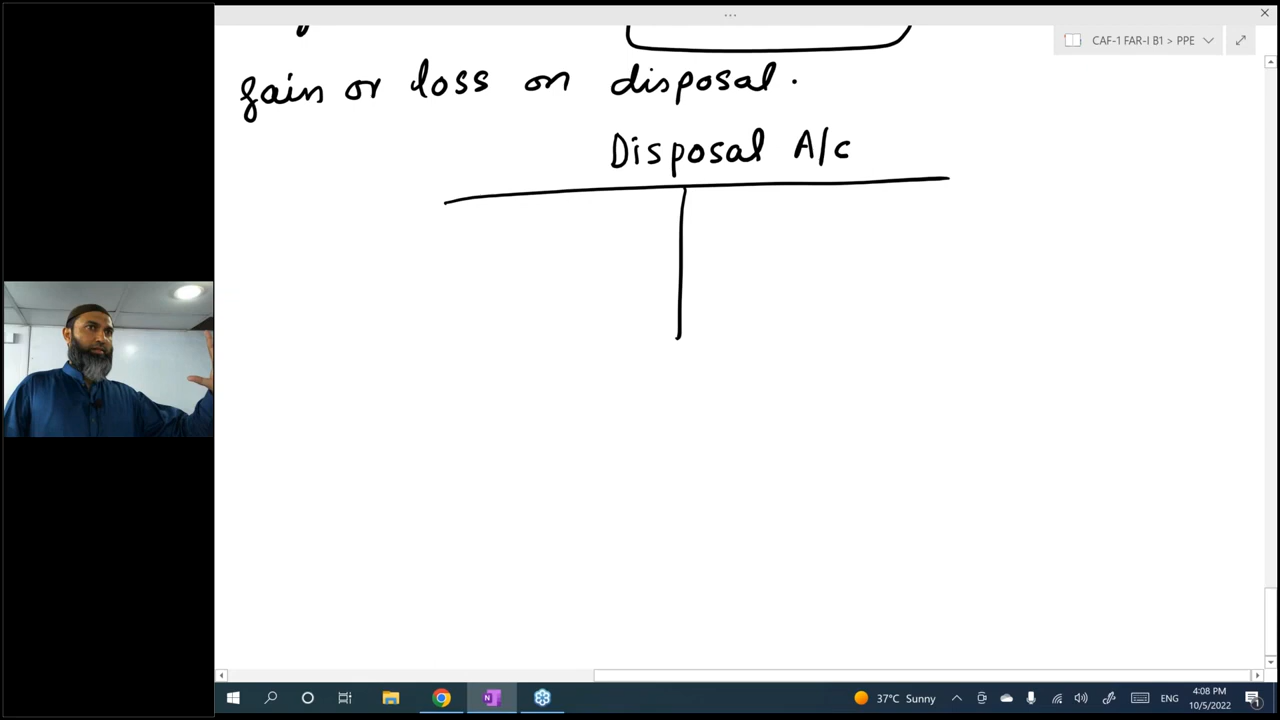 CAF-1 FAR-I B1 > PPE
gain or loss on disposal.
Disposal A/c
37°C Sunny
ENG
4:08 PM
10/5/2022
1